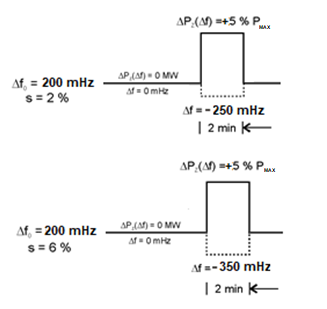 ΔP₂(Δf) =+5 % P_MAX
Δf₀ = 200 mHz
s = 2 %
ΔP₂(Δf) = 0 MW
Δf = 0 mHz
Δf = - 250 mHz
| 2 min |←
ΔP₂(Δf) =+5 % P_MAX
Δf₀ = 200 mHz
s = 6 %
ΔP₂(Δf) = 0 MW
Δf = 0 mHz
Δf = - 350 mHz
| 2 min |←